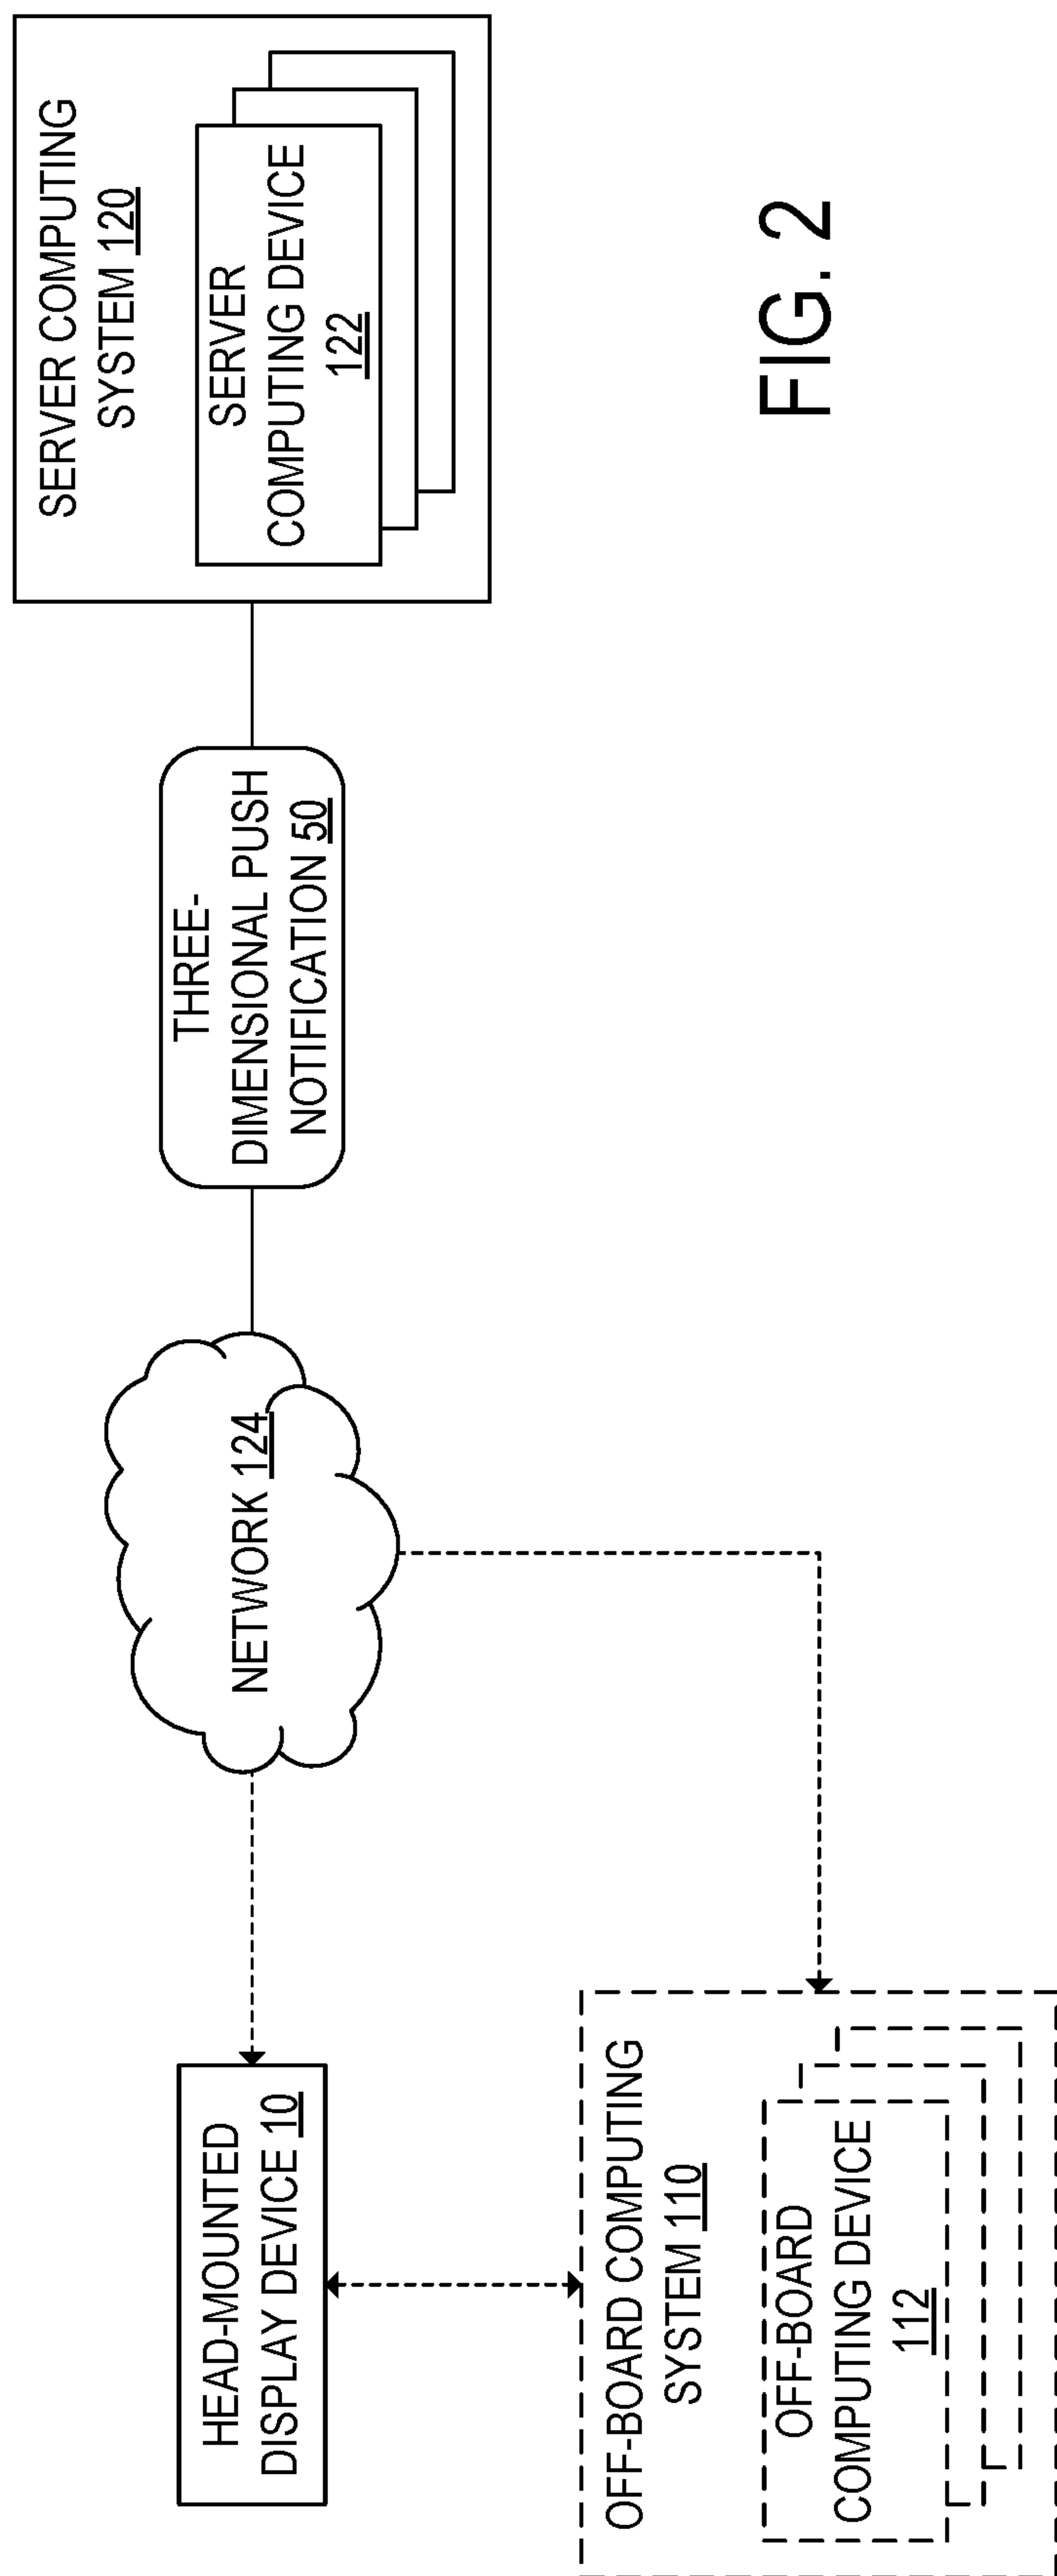 HEAD-MOUNTED
DISPLAY DEVICE 10
NETWORK 124
THREE-
DIMENSIONAL PUSH
NOTIFICATION 50
SERVER COMPUTING
SYSTEM 120
SERVER
COMPUTING DEVICE
122
OFF-BOARD COMPUTING
SYSTEM 110
OFF-BOARD
COMPUTING DEVICE
112
FIG. 2